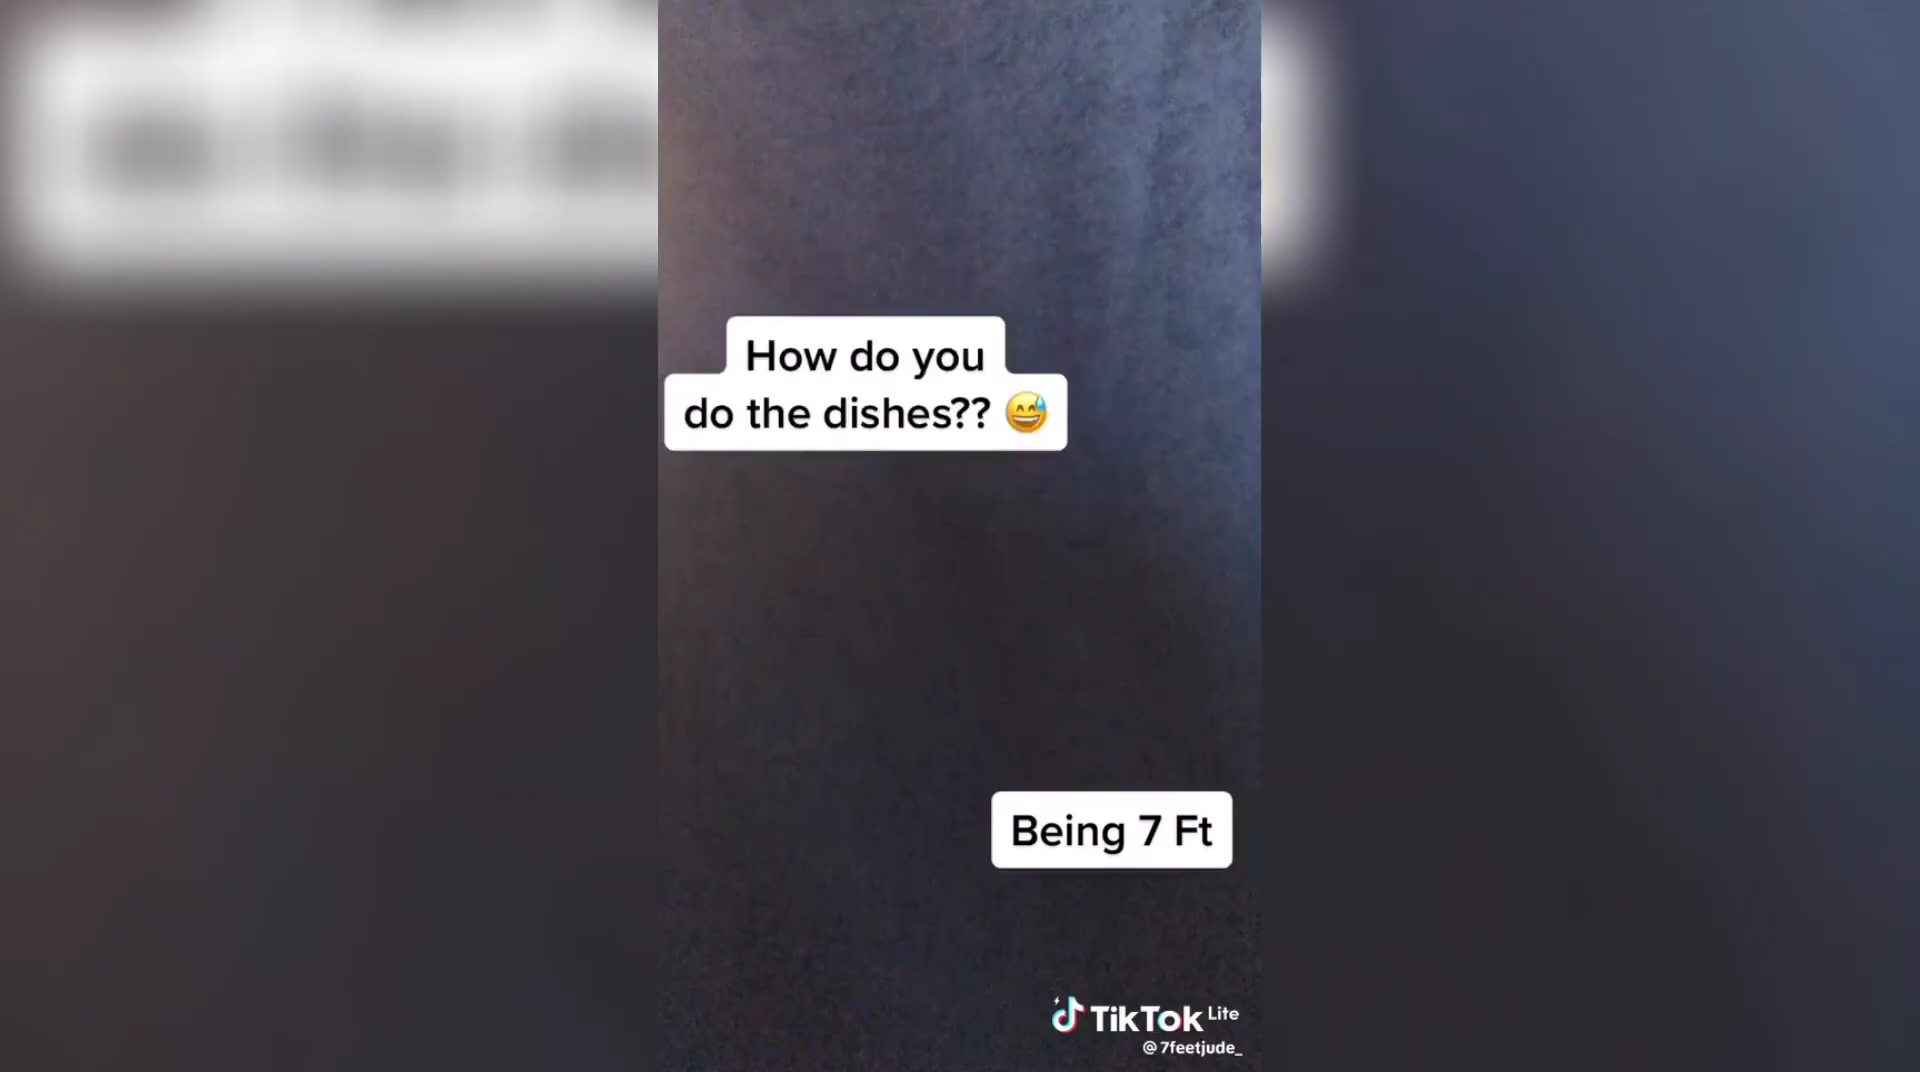 How do you
do the dishes?? 😅
Being 7 Ft
TikTok Lite
@7feetjude_